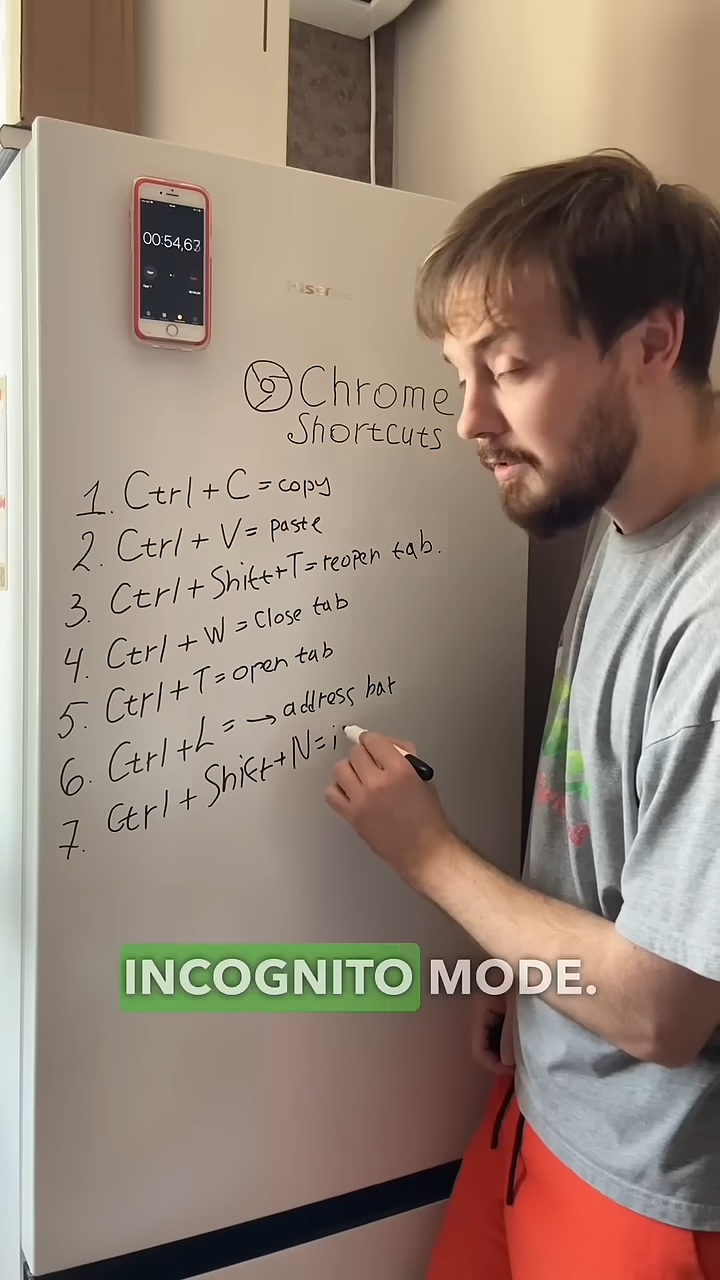 00:54,63
Hisense
Chrome
Shortcuts
1. Ctrl + C = copy
2. Ctrl + V = paste
3. Ctrl + Shift + T = reopen tab.
4. Ctrl + W = Close tab
5. Ctrl + T = open tab
6. Ctrl + L = → address bar
7. Ctrl + Shift + N = i
INCOGNITO MODE.